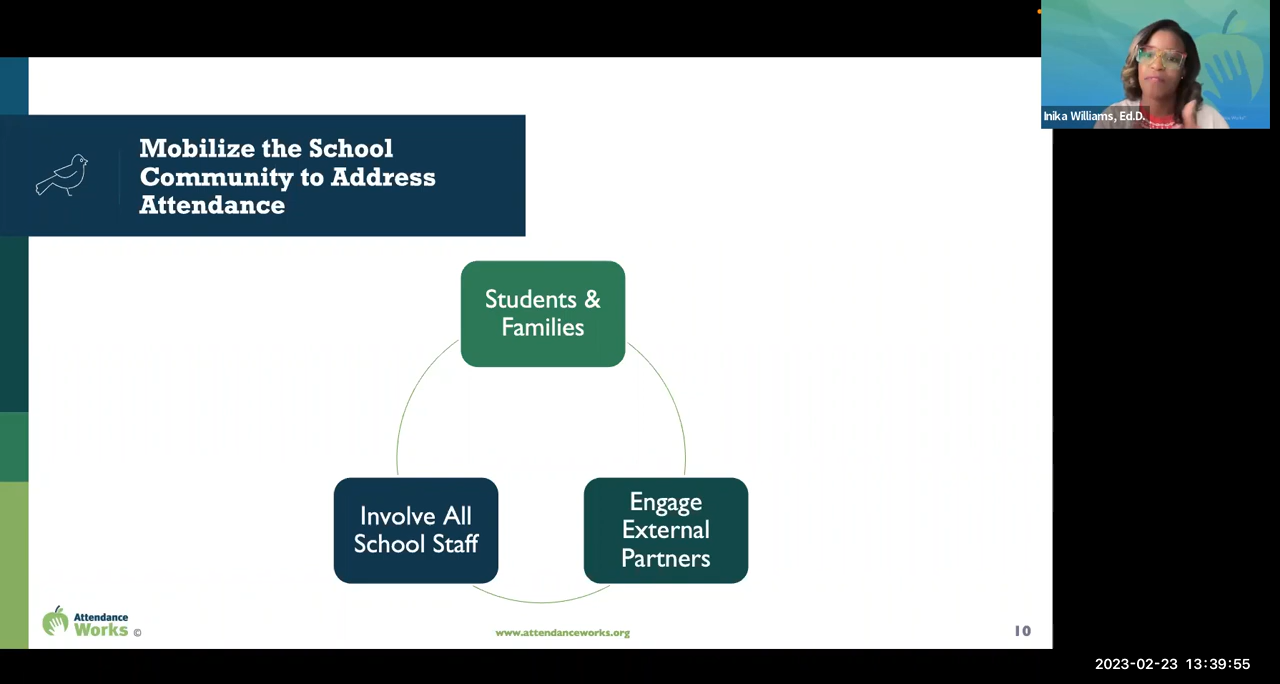 Inika Williams, Ed.D.
Mobilize the School
Community to Address
Attendance
Students &
Families
Involve All
School Staff
Engage
External
Partners
Attendance
Works ©
www.attendanceworks.org
10
2023-02-23 13:39:55